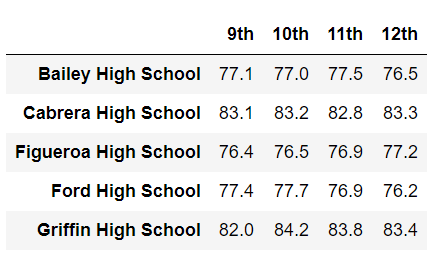 9th 10th 11th 12th
Bailey High School 77.1 77.0 77.5 76.5
Cabrera High School 83.1 83.2 82.8 83.3
Figueroa High School 76.4 76.5 76.9 77.2
Ford High School 77.4 77.7 76.9 76.2
Griffin High School 82.0 84.2 83.8 83.4